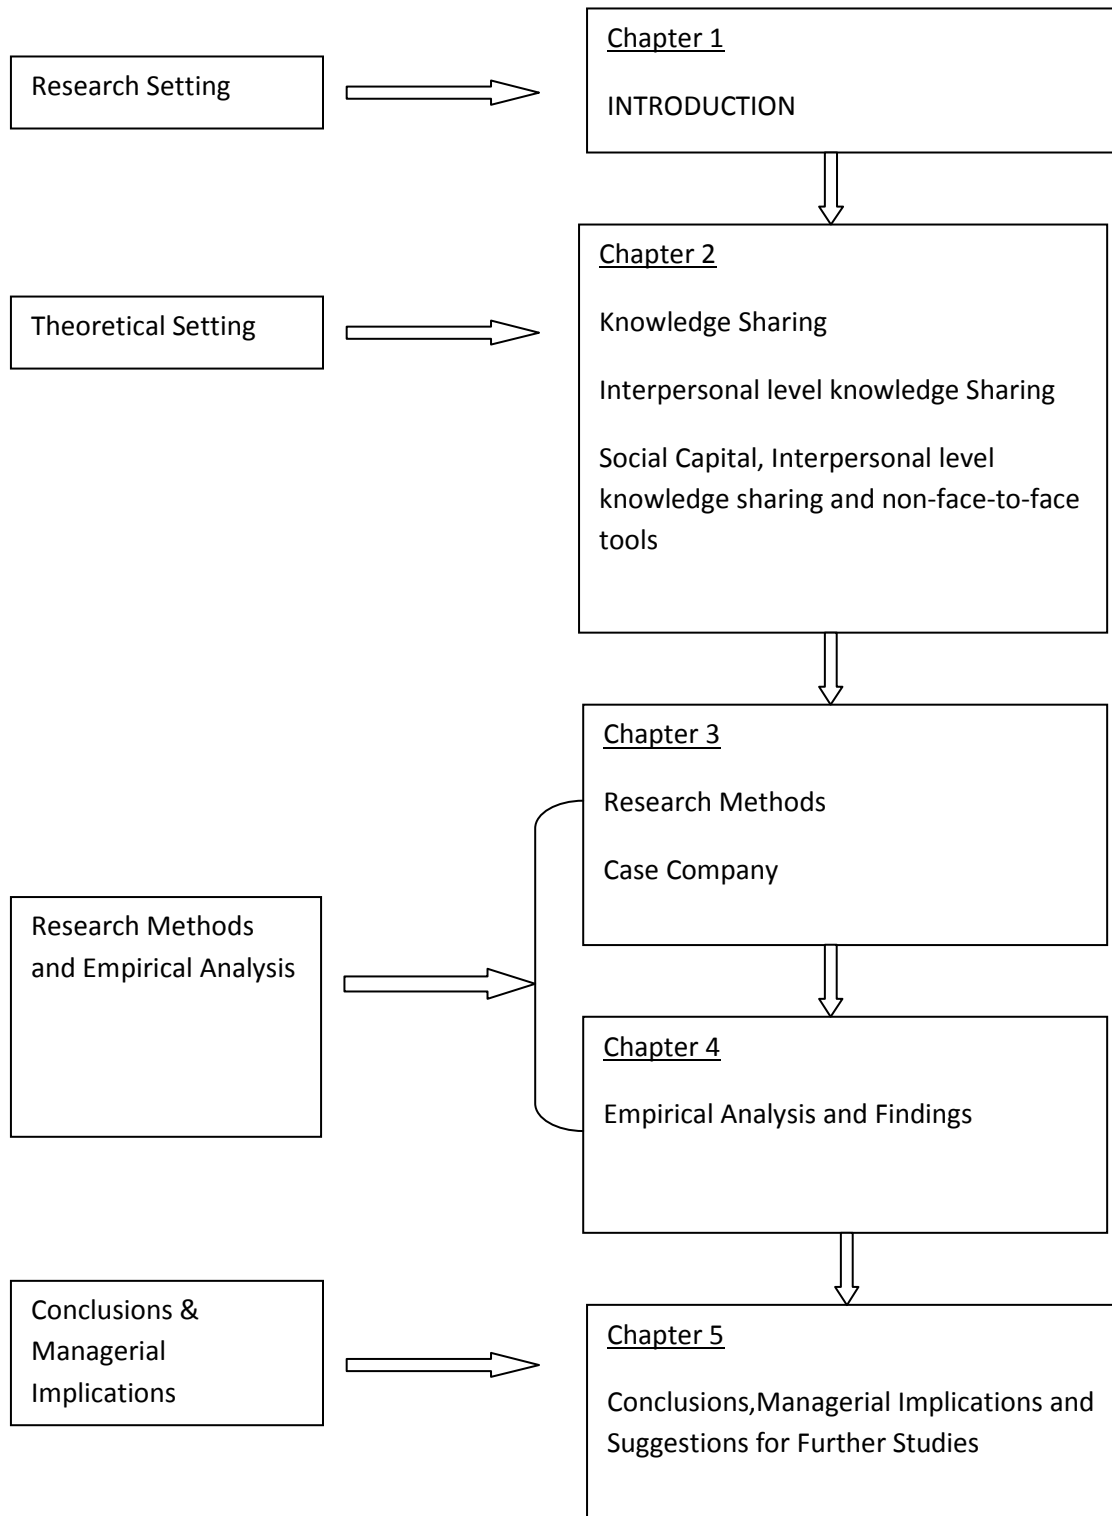 Research Setting
Chapter 1
INTRODUCTION
Theoretical Setting
Chapter 2
Knowledge Sharing
Interpersonal level knowledge Sharing
Social Capital, Interpersonal level
knowledge sharing and non-face-to-face
tools
Research Methods
and Empirical Analysis
Chapter 3
Research Methods
Case Company
Chapter 4
Empirical Analysis and Findings
Conclusions &
Managerial
Implications
Chapter 5
Conclusions,Managerial Implications and
Suggestions for Further Studies